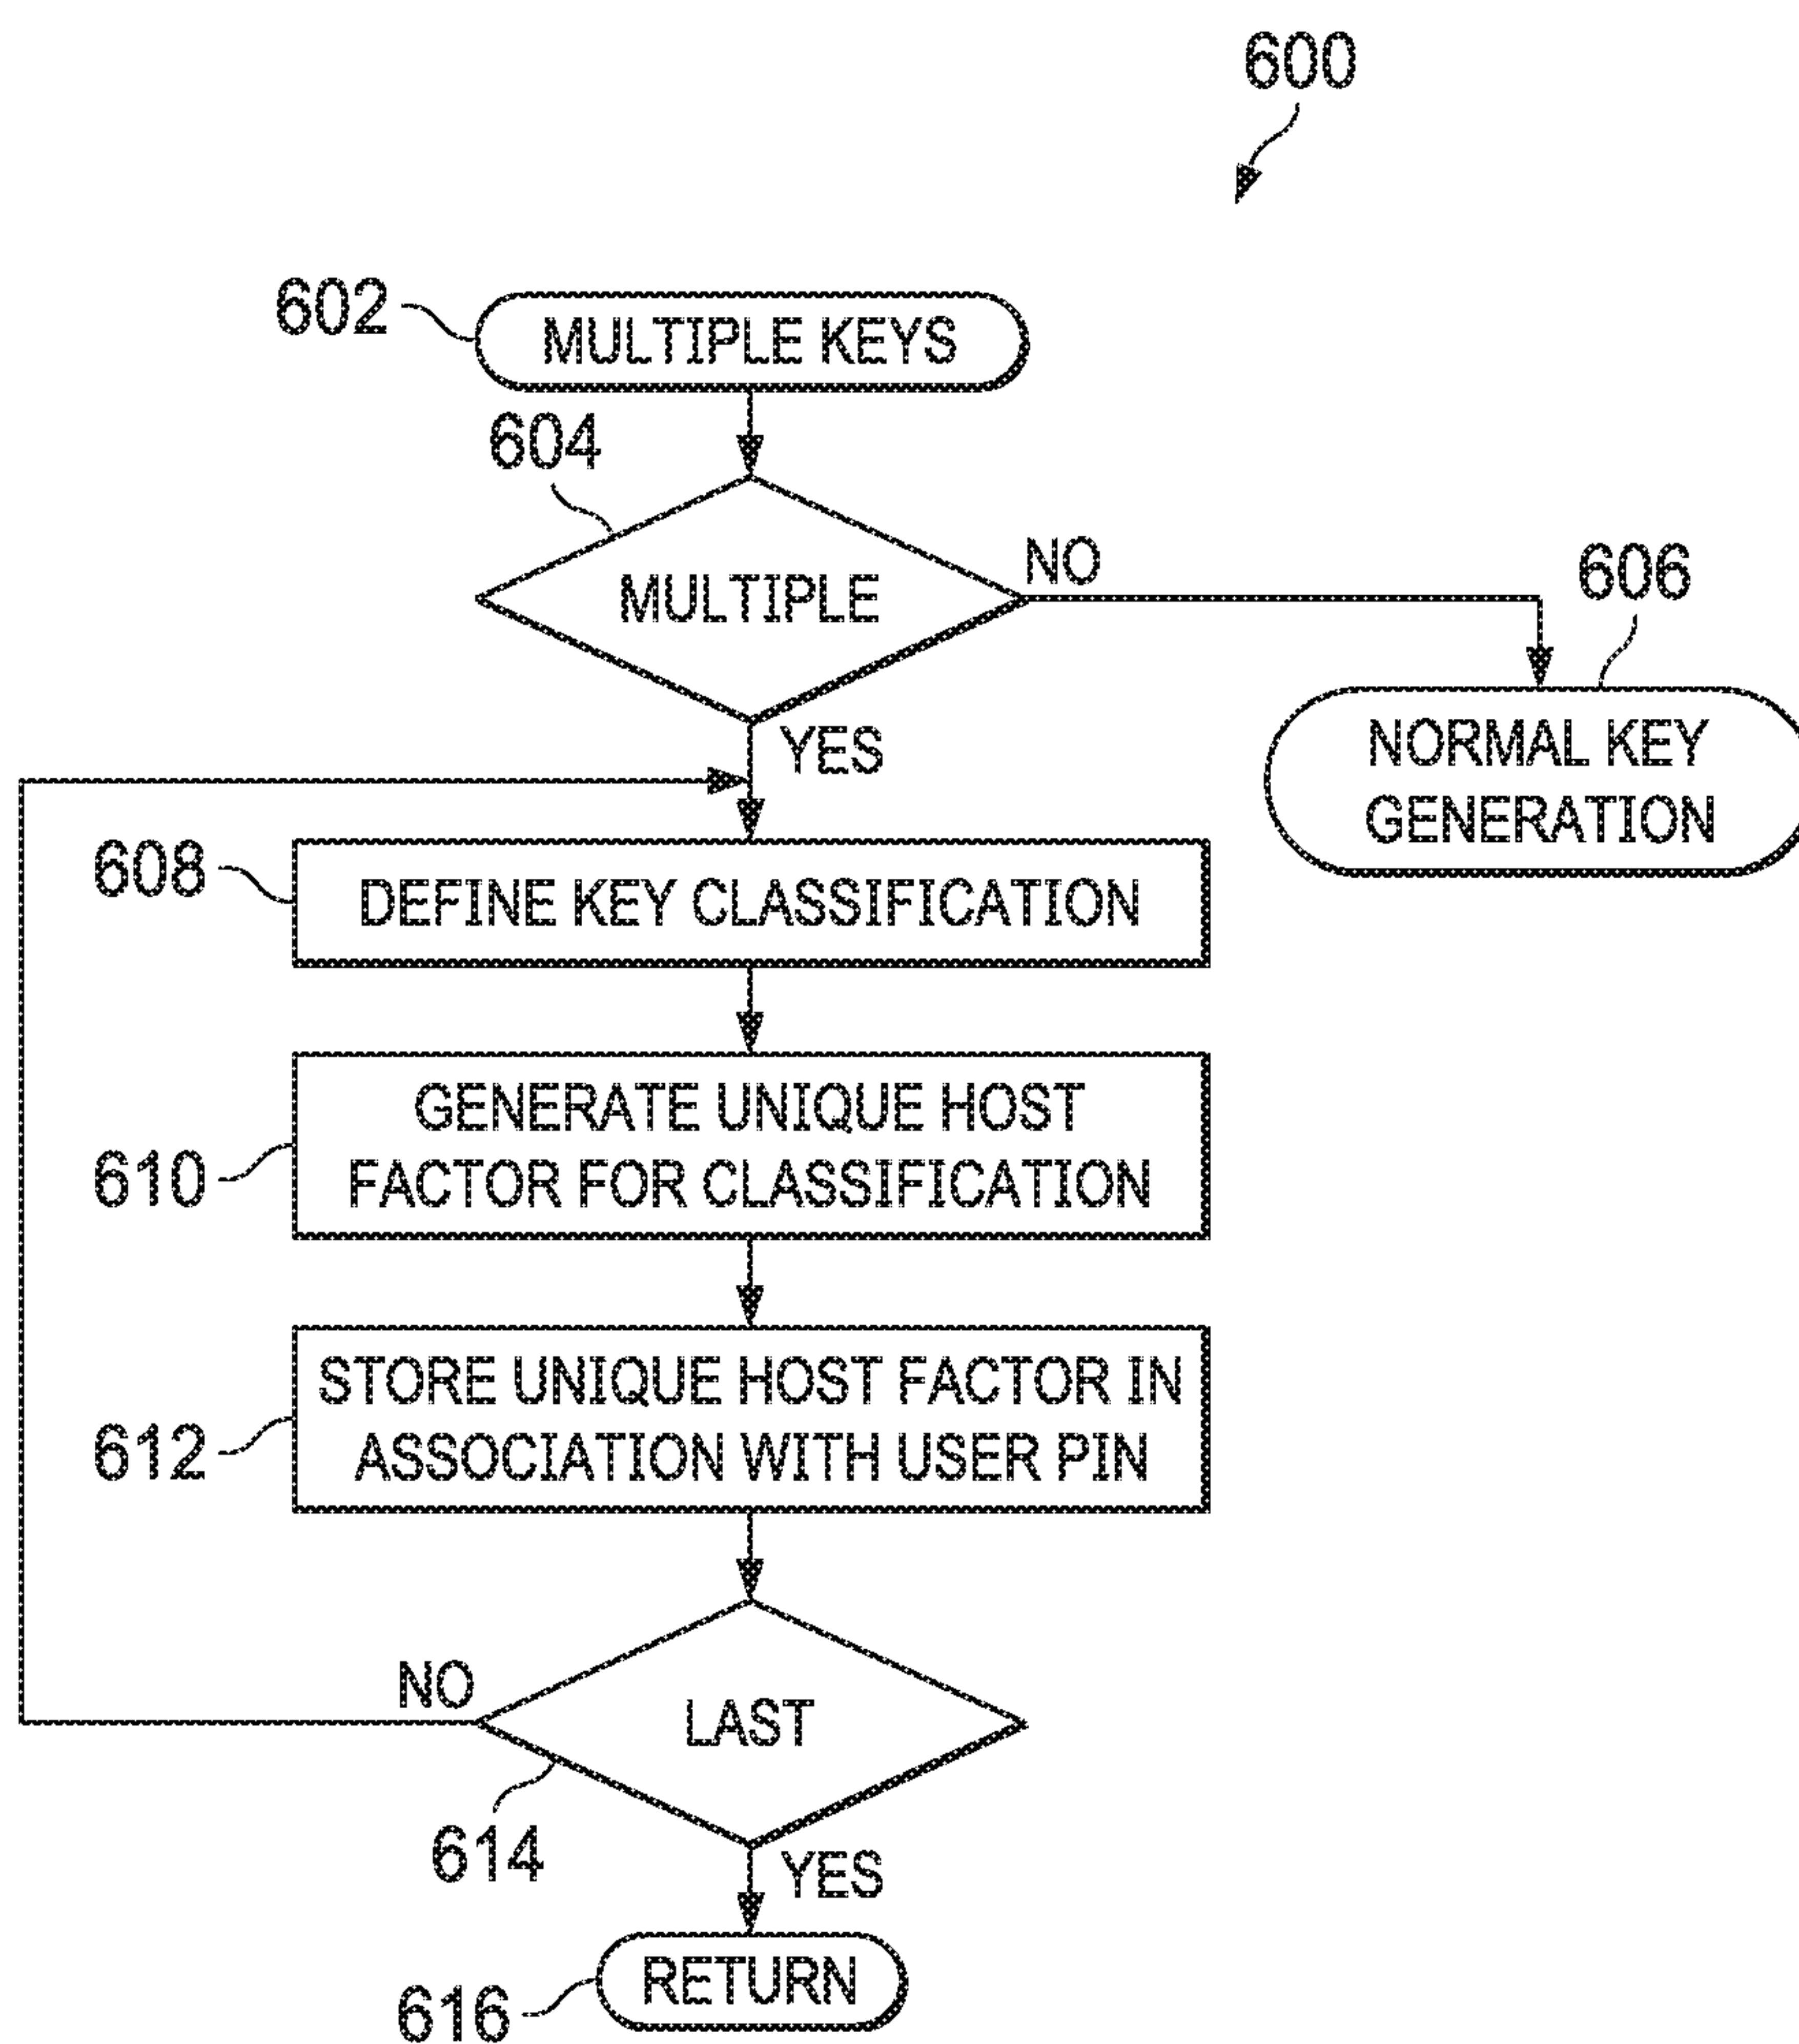 600
602
MULTIPLE KEYS
604
MULTIPLE
NO
606
YES
NORMAL KEY
GENERATION
608
DEFINE KEY CLASSIFICATION
610
GENERATE UNIQUE HOST
FACTOR FOR CLASSIFICATION
612
STORE UNIQUE HOST FACTOR IN
ASSOCIATION WITH USER PIN
NO
LAST
614
YES
616
RETURN